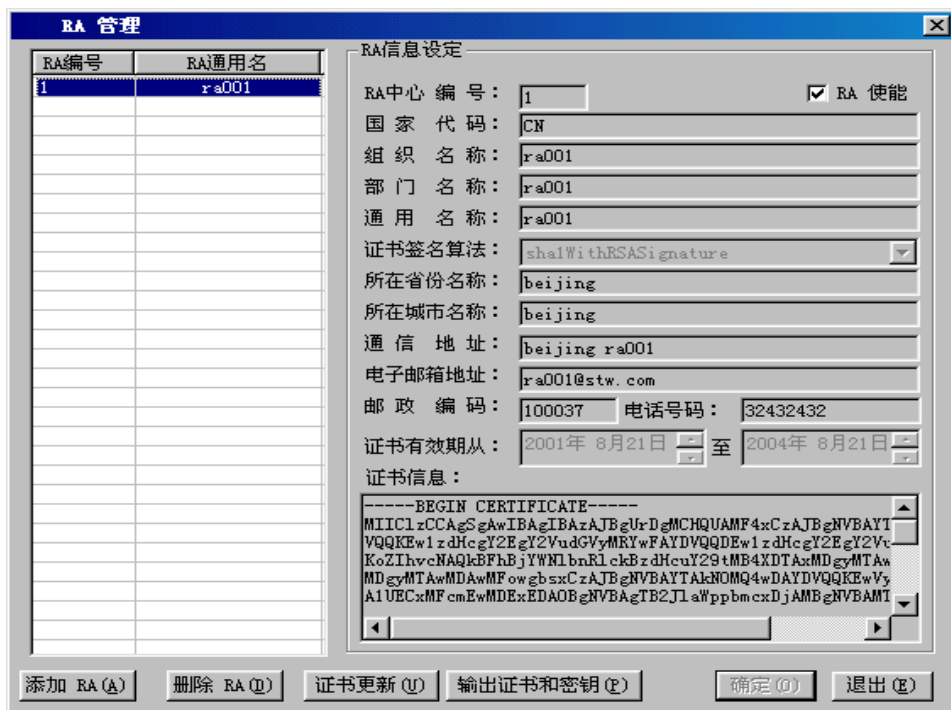 RA 管理
RA编号 RA通用名
1 ra001
RA信息设定
RA中心 编 号： 1 RA 使能
国 家 代 码： CN
组 织 名 称： ra001
部 门 名 称： ra001
通 用 名 称： ra001
证书签名算法： sha1WithRSASignature
所在省份名称： beijing
所在城市名称： beijing
通 信 地 址： beijing ra001
电子邮箱地址： ra001@stw.com
邮 政 编 码： 100037 电话号码： 32432432
证书有效期从： 2001年 8月21日 至 2004年 8月21日
证书信息：
-----BEGIN CERTIFICATE-----
MIIClzCCAgSgAwIBAgIBAzAJBgUrDgMCHQUAMF4xCzAJBgNVBAYT
VQQKEw1zdHcgY2EgY2VudGVyMRYwFAYDVQQDEw1zdHcgY2EgY2Vu
KoZIhvcNAQkBFhBjYWNlbnRlckBzdHcuY29tMB4XDTAxMDgyMTAw
MDgyMTAwMDAwMFowgbsxCzAJBgNVBAYTAkNOMQ4wDAYDVQQKEwVy
A1UECxMFcmEwMDExEDAOBgNVBAgTB2JlaWppbmcxDjAMBgNVBAMT
添加 RA(A) 删除 RA(D) 证书更新(U) 输出证书和密钥(P) 确定(O) 退出(E)